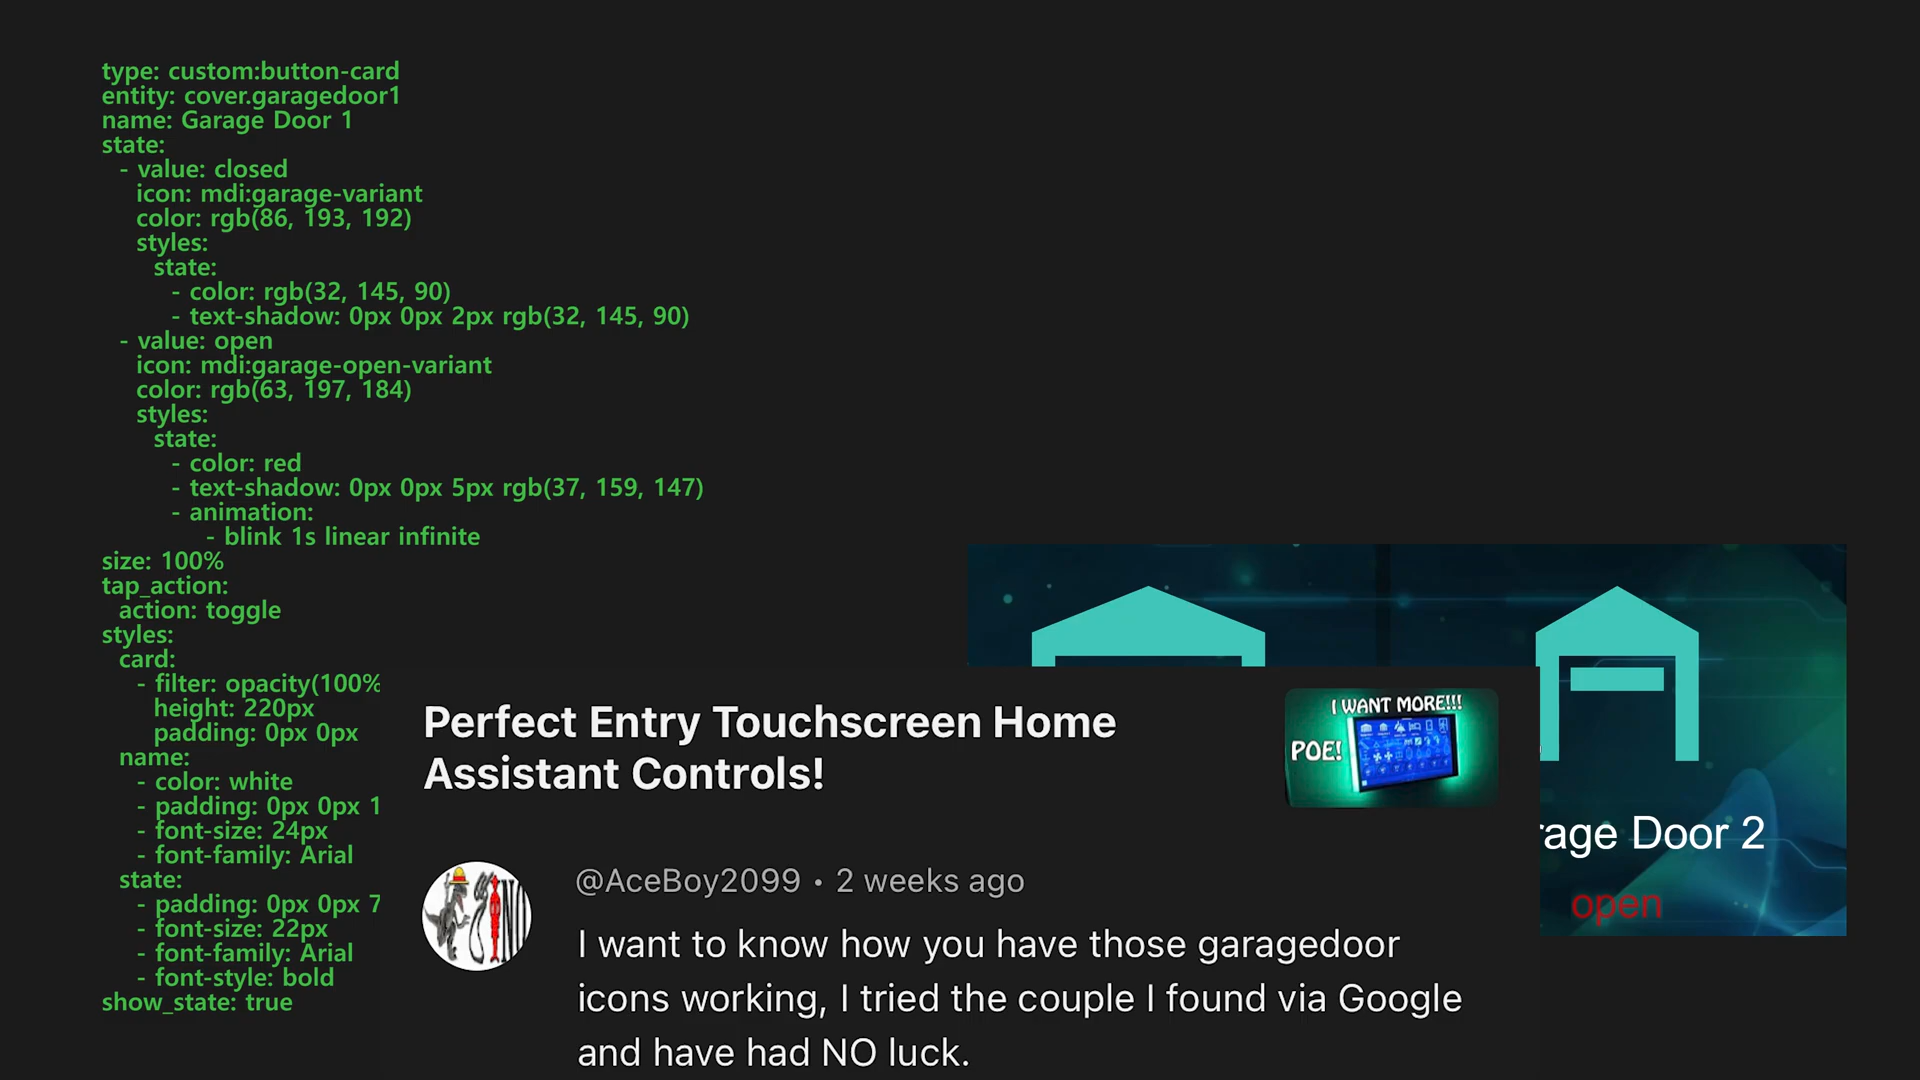 type: custom:button-card
entity: cover.garagedoor1
name: Garage Door 1
state:
- value: closed
icon: mdi:garage-variant
color: rgb(86, 193, 192)
styles:
state:
- color: rgb(32, 145, 90)
- text-shadow: 0px 0px 2px rgb(32, 145, 90)
- value: open
icon: mdi:garage-open-variant
color: rgb(63, 197, 184)
styles:
state:
- color: red
- text-shadow: 0px 0px 5px rgb(37, 159, 147)
- animation:
- blink 1s linear infinite
size: 100%
tap_action:
action: toggle
styles:
card:
- filter: opacity(100%
height: 220px
padding: 0px 0px
name:
- color: white
- padding: 0px 0px 1
- font-size: 24px
- font-family: Arial
state:
- padding: 0px 0px 7
- font-size: 22px
- font-family: Arial
- font-style: bold
show_state: true
Perfect Entry Touchscreen Home
Assistant Controls!
I WANT MORE!!!
POE!
@AceBoy2099 • 2 weeks ago
I want to know how you have those garagedoor
icons working, I tried the couple I found via Google
and have had NO luck.
rage Door 2
open